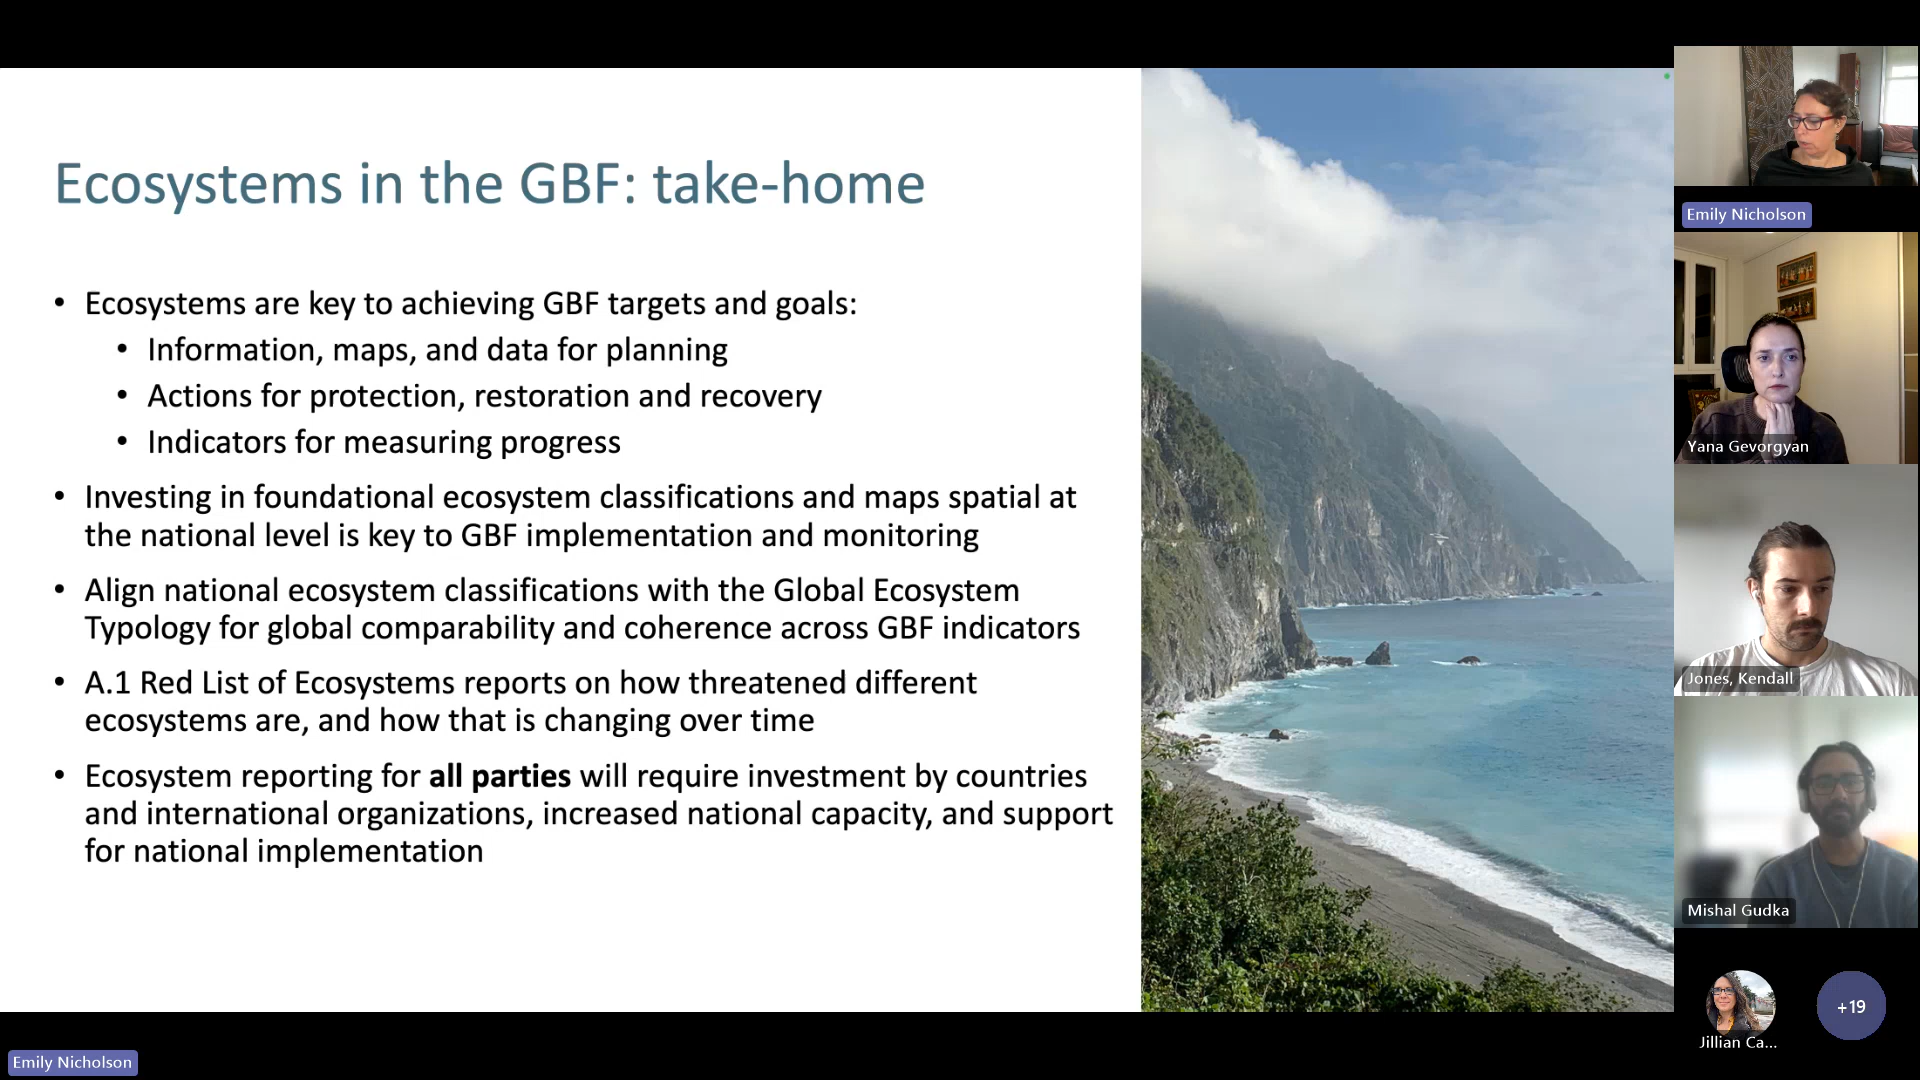 Ecosystems in the GBF: take-home
• Ecosystems are key to achieving GBF targets and goals:
• Information, maps, and data for planning
• Actions for protection, restoration and recovery
• Indicators for measuring progress
• Investing in foundational ecosystem classifications and maps spatial at
the national level is key to GBF implementation and monitoring
• Align national ecosystem classifications with the Global Ecosystem
Typology for global comparability and coherence across GBF indicators
• A.1 Red List of Ecosystems reports on how threatened different
ecosystems are, and how that is changing over time
• Ecosystem reporting for all parties will require investment by countries
and international organizations, increased national capacity, and support
for national implementation
Emily Nicholson
Yana Gevorgyan
Jones, Kendall
Mishal Gudka
Jillian Ca...
+19
Emily Nicholson